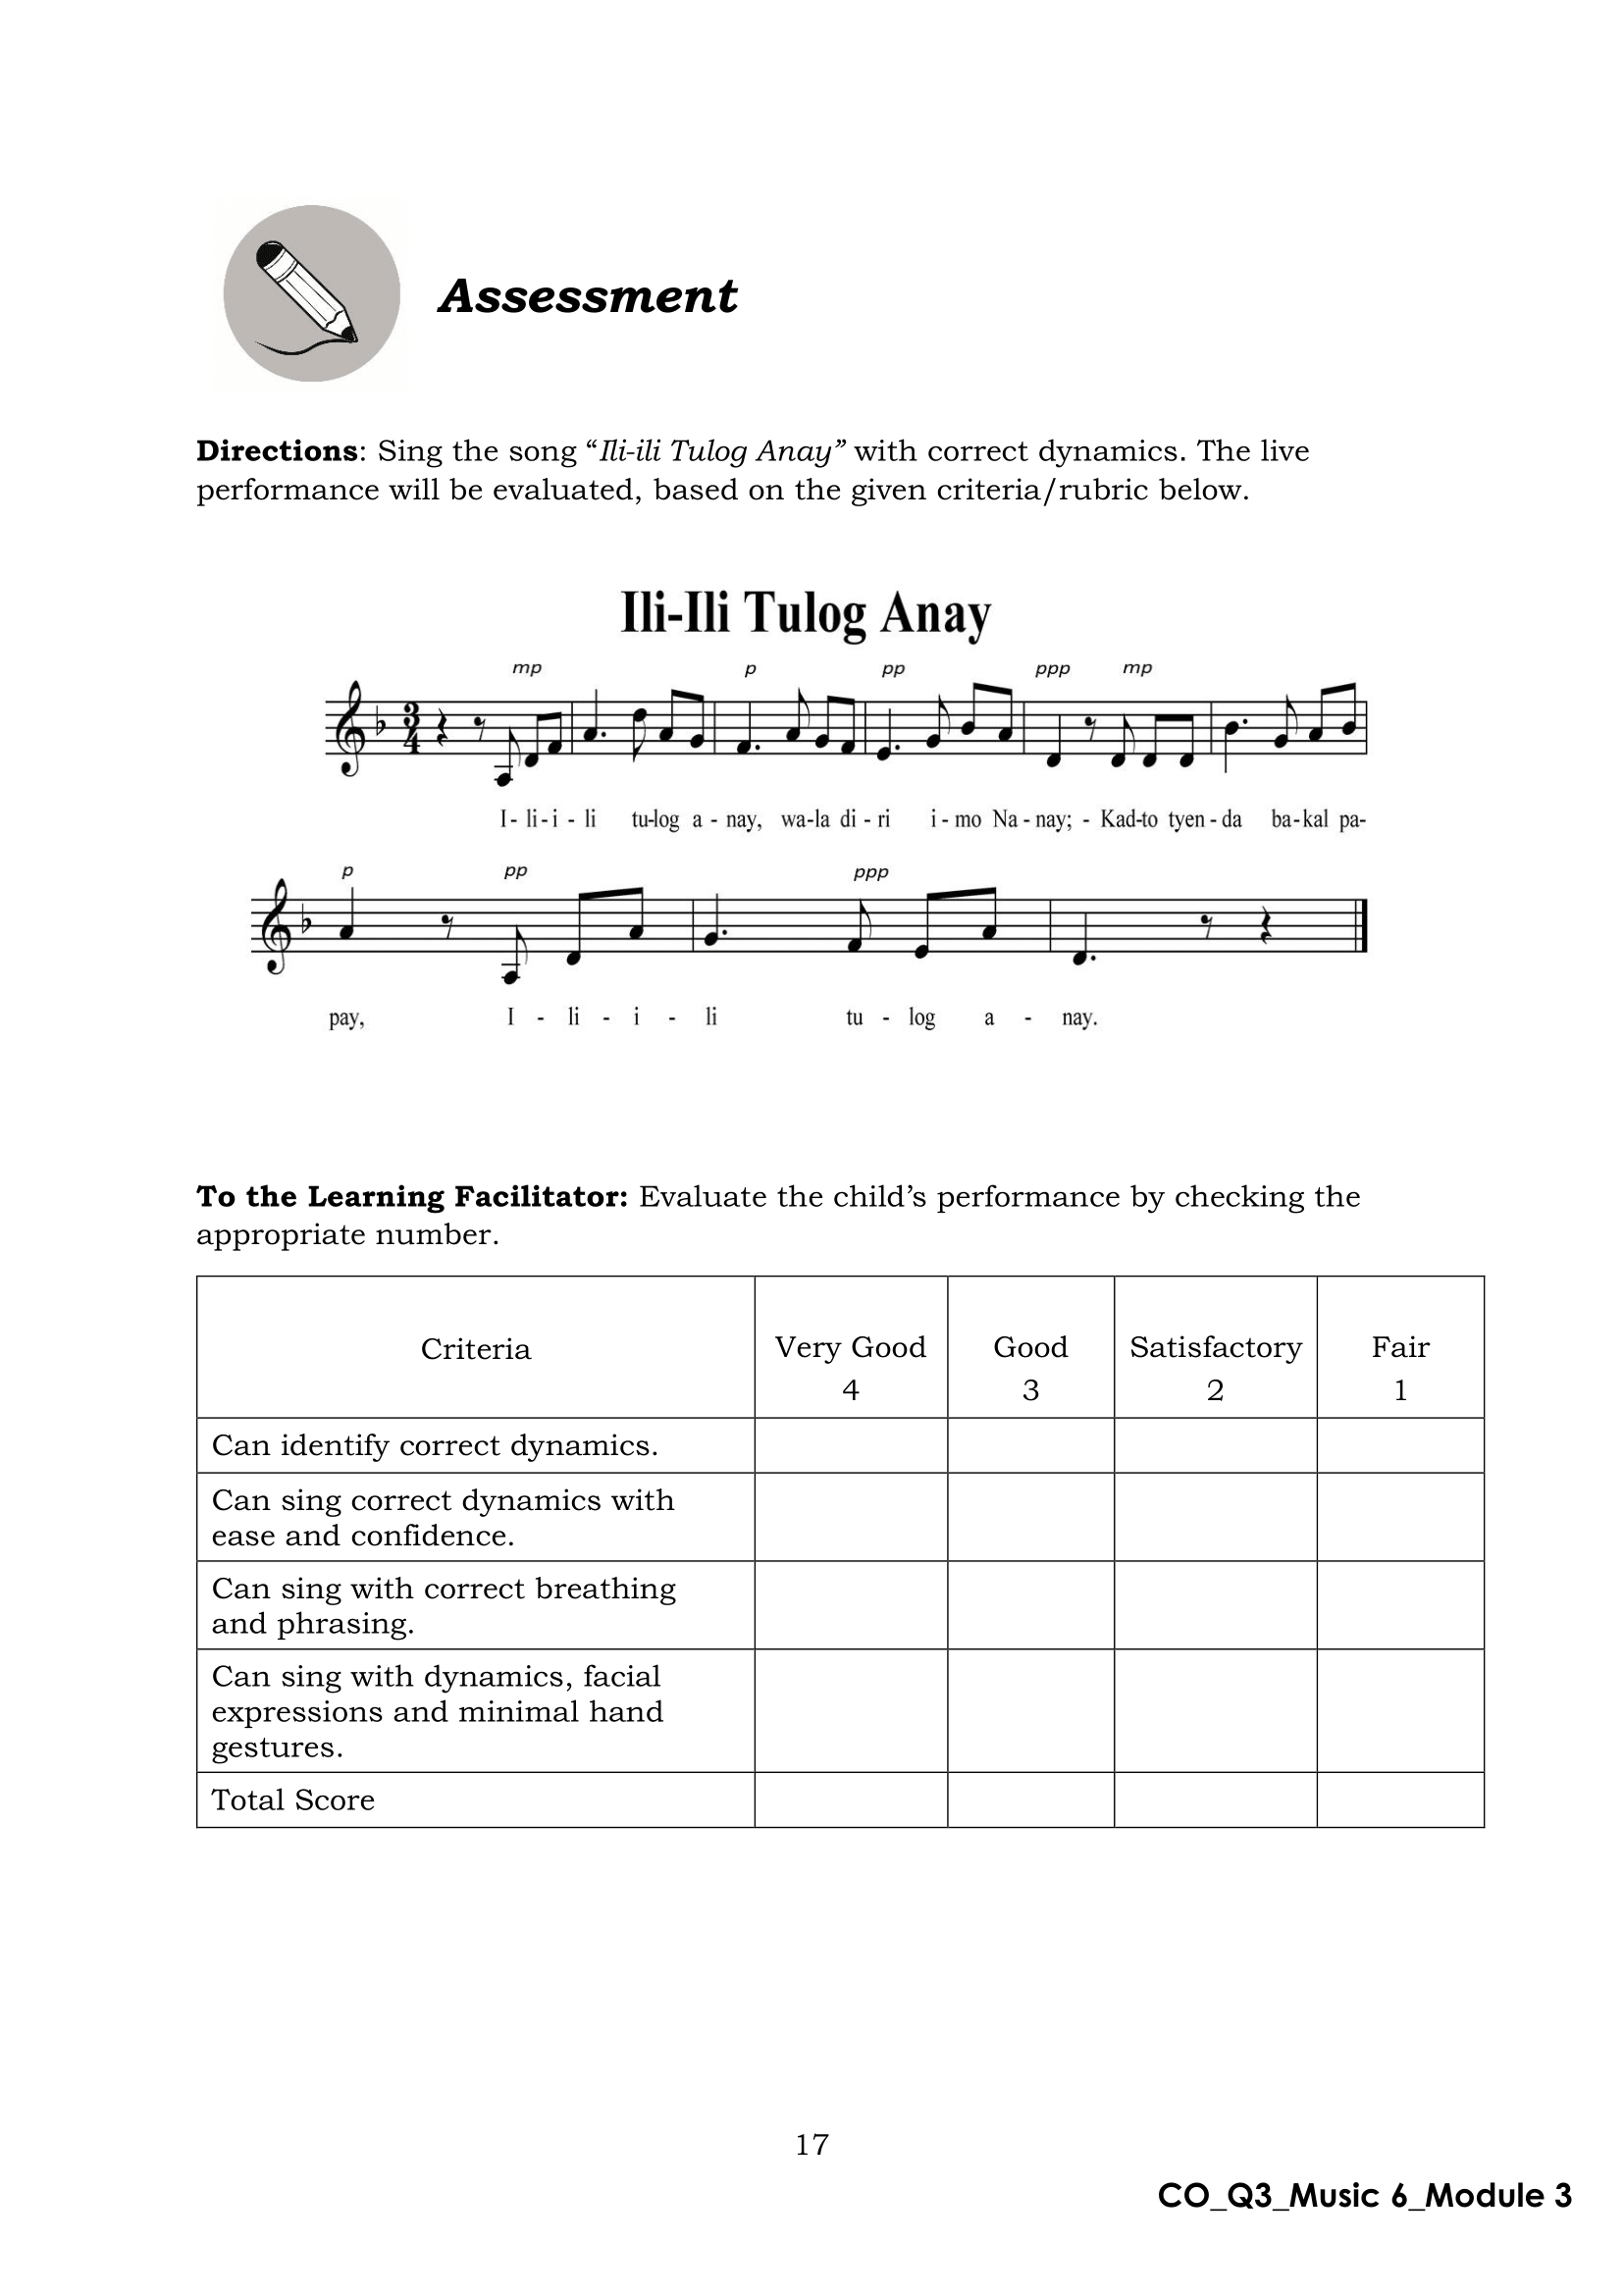 Assessment
Directions: Sing the song “Ili-ili Tulog Anay” with correct dynamics. The live
performance will be evaluated, based on the given criteria/rubric below.
Ili-Ili Tulog Anay
mp p pp ppp mp
3
4
I - li - i - li tu-log a - nay, wa-la di - ri i - mo Na - nay; - Kad-to tyen - da ba - kal pa-
p pp ppp
pay, I - li - i - li tu - log a - nay.
To the Learning Facilitator: Evaluate the child’s performance by checking the
appropriate number.
Criteria Very Good Good Satisfactory Fair
4 3 2 1
Can identify correct dynamics.
Can sing correct dynamics with
ease and confidence.
Can sing with correct breathing
and phrasing.
Can sing with dynamics, facial
expressions and minimal hand
gestures.
Total Score
17
CO_Q3_Music 6_Module 3